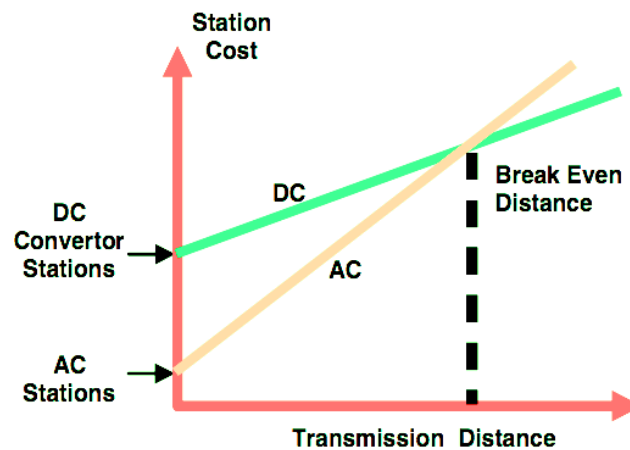 Station
Cost
DC
Break Even
Distance
DC
Convertor
Stations
AC
AC
Stations
Transmission Distance